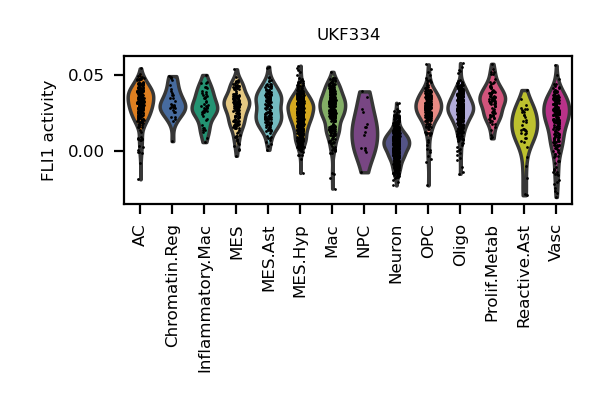 UKF334
FLI1 activity
0.05
0.00
AC
Chromatin.Reg
Inflammatory.Mac
MES
MES.Ast
MES.Hyp
Mac
NPC
Neuron
OPC
Oligo
Prolif.Metab
Reactive.Ast
Vasc